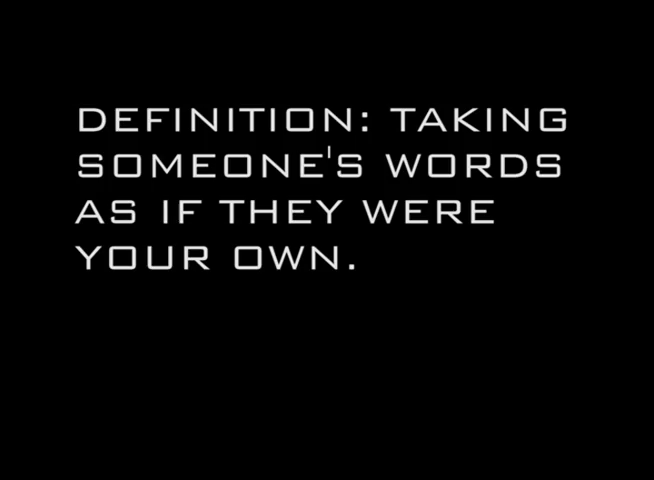 DEFINITION: TAKING
SOMEONE'S WORDS
AS IF THEY WERE
YOUR OWN.